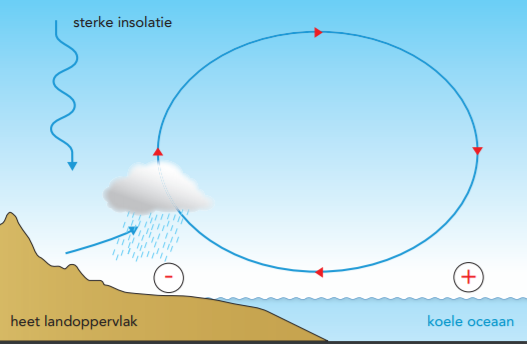 sterke insolatie
-
+
heet landoppervlak
koele oceaan